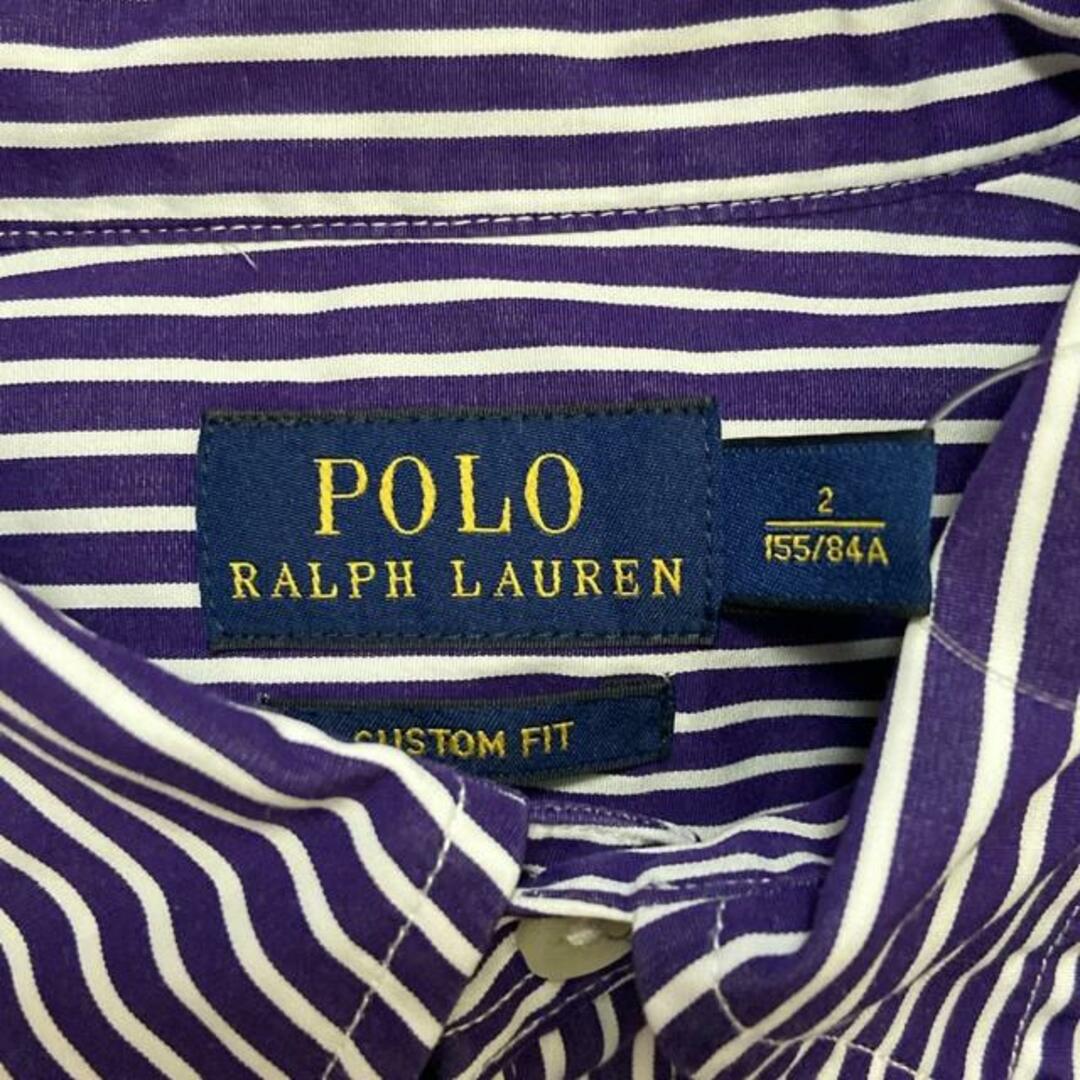 POLO
RALPH LAUREN
2
155/84A
CUSTOM FIT